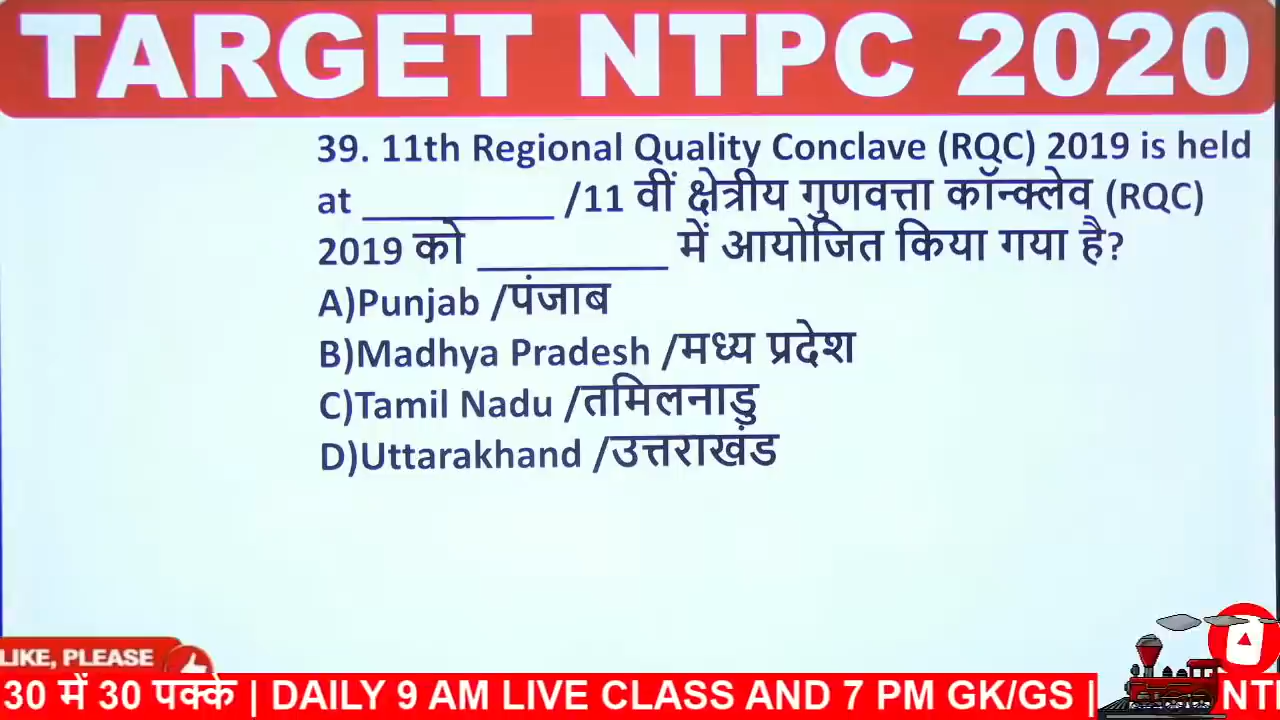 TARGET NTPC 2020
39. 11th Regional Quality Conclave (RQC) 2019 is held
at _________ /11 वीं क्षेत्रीय गुणवत्ता कॉन्क्लेव (RQC)
2019 को _________ में आयोजित किया गया है?
A)Punjab /पंजाब
B)Madhya Pradesh /मध्य प्रदेश
C)Tamil Nadu /तमिलनाडु
D)Uttarakhand /उत्तराखंड
LIKE, PLEASE
30 में 30 पक्के | DAILY 9 AM LIVE CLASS AND 7 PM GK/GS |